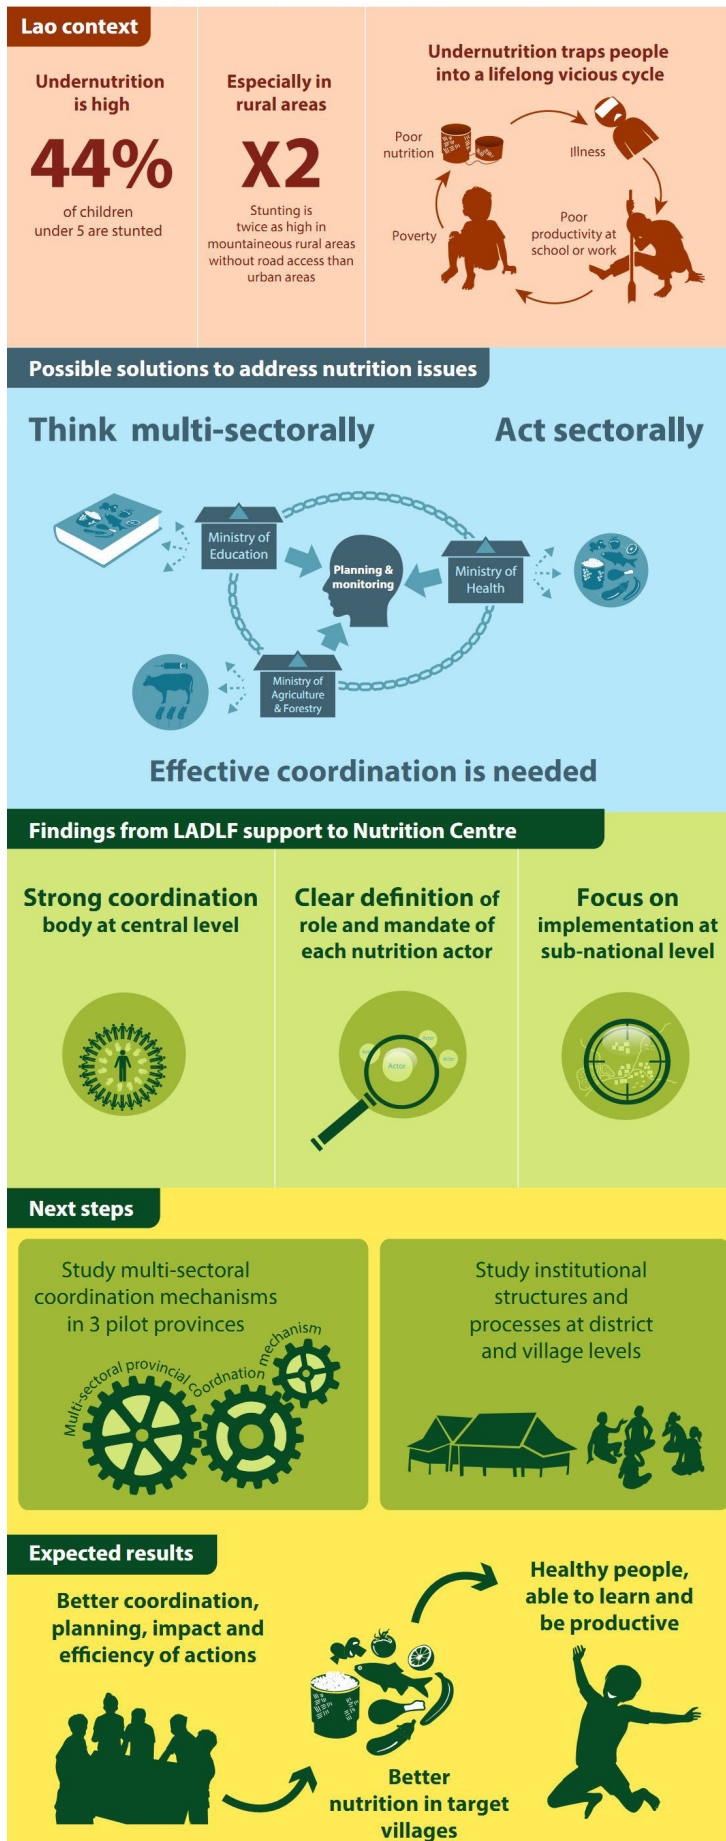 Lao context
Undernutrition
is high
44%
of children
under 5 are stunted
Especially in
rural areas
X2
Stunting is
twice as high in
mountaineous rural areas
without road access than
urban areas
Undernutrition traps people
into a lifelong vicious cycle
Poor
nutrition
Illness
Poor
productivity at
school or work
Poverty
Possible solutions to address nutrition issues
Think multi-sectorally
Act sectorally
Ministry of
Education
Planning &
monitoring
Ministry of
Health
Ministry of
Agriculture
& Forestry
Effective coordination is needed
Findings from LADLF support to Nutrition Centre
Strong coordination
body at central level
Clear definition of
role and mandate of
each nutrition actor
Actor
Actor
Actor
Focus on
implementation at
sub-national level
Next steps
Study multi-sectoral
coordination mechanisms
in 3 pilot provinces
Multi-sectoral provincial coordnation mechanism
Study institutional
structures and
processes at district
and village levels
Expected results
Better coordination,
planning, impact and
efficiency of actions
Better
nutrition in target
villages
Healthy people,
able to learn and
be productive